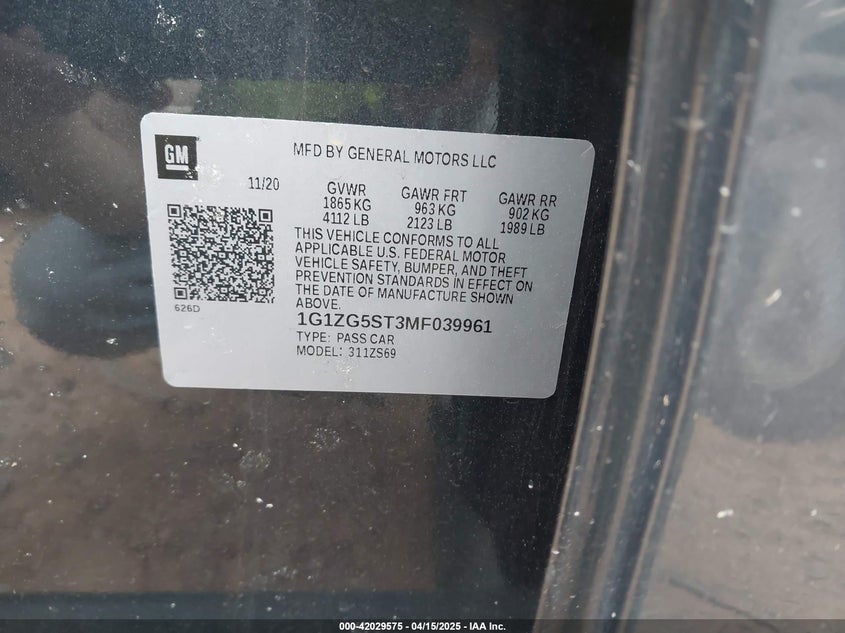 GM
MFD BY GENERAL MOTORS LLC
11/20
GVWR
1865 KG
4112 LB
GAWR FRT
963 KG
2123 LB
GAWR RR
902 KG
1989 LB
THIS VEHICLE CONFORMS TO ALL
APPLICABLE U.S. FEDERAL MOTOR
VEHICLE SAFETY, BUMPER, AND THEFT
PREVENTION STANDARDS IN EFFECT ON
THE DATE OF MANUFACTURE SHOWN
ABOVE.
626D
1G1ZG5ST3MF039961
TYPE: PASS CAR
MODEL: 311ZS69
000-42029575 - 04/15/2025 - IAA Inc.